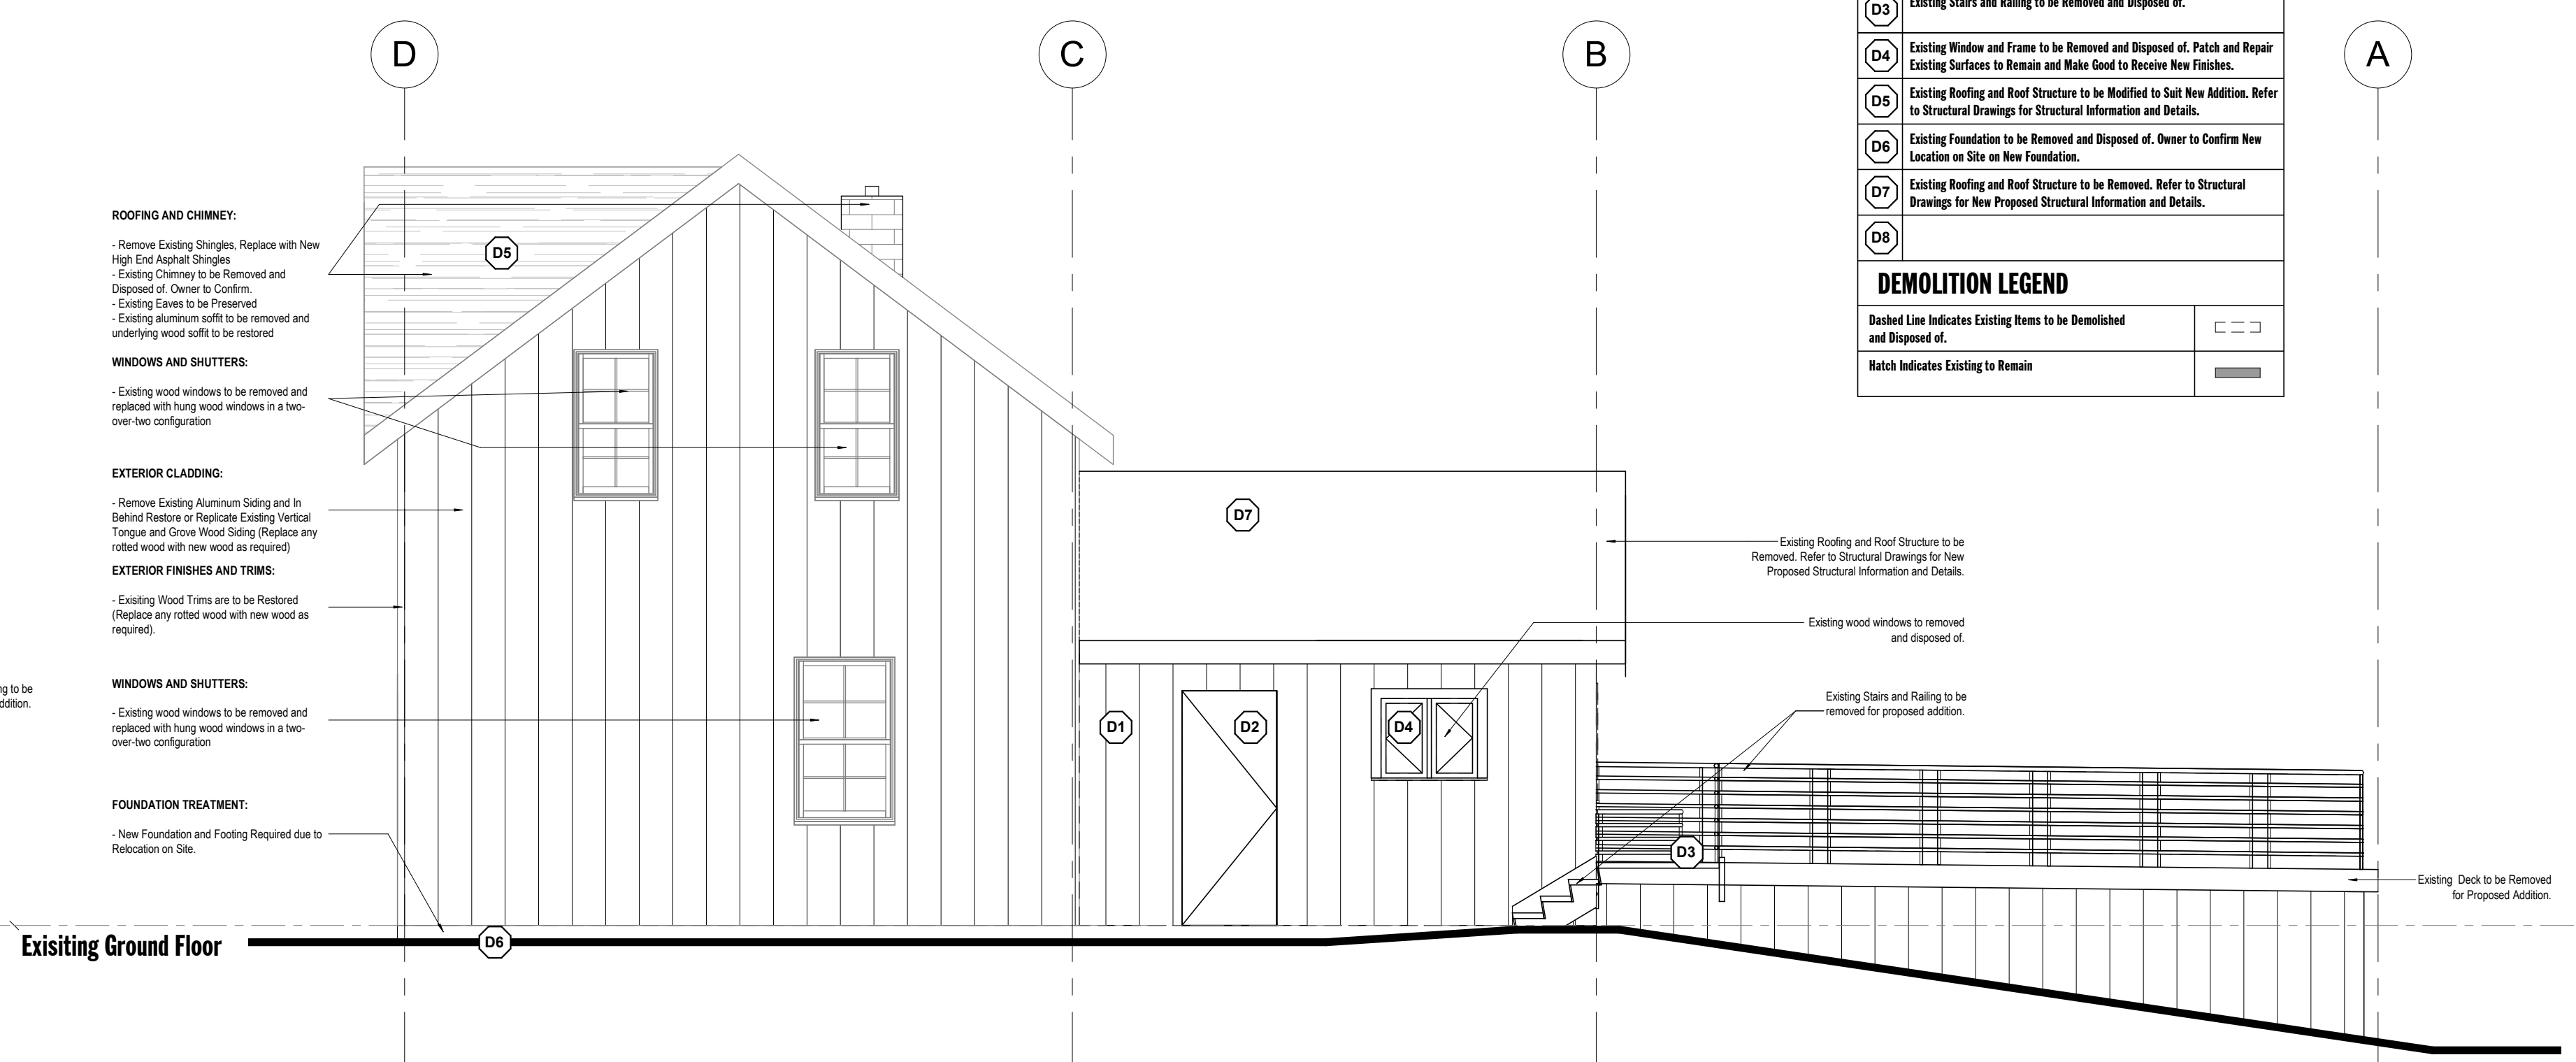 D
C
B
A
D3
Existing Stairs and Railing to be Removed and Disposed of.
D4
Existing Window and Frame to be Removed and Disposed of. Patch and Repair
Existing Surfaces to Remain and Make Good to Receive New Finishes.
D5
Existing Roofing and Roof Structure to be Modified to Suit New Addition. Refer
to Structural Drawings for Structural Information and Details.
D6
Existing Foundation to be Removed and Disposed of. Owner to Confirm New
Location on Site on New Foundation.
D7
Existing Roofing and Roof Structure to be Removed. Refer to Structural
Drawings for New Proposed Structural Information and Details.
D8
DEMOLITION LEGEND
Dashed Line Indicates Existing Items to be Demolished
and Disposed of.
Hatch Indicates Existing to Remain
ROOFING AND CHIMNEY:
- Remove Existing Shingles, Replace with New
High End Asphalt Shingles
- Existing Chimney to be Removed and
Disposed of. Owner to Confirm.
- Existing Eaves to be Preserved
- Existing aluminum soffit to be removed and
underlying wood soffit to be restored
WINDOWS AND SHUTTERS:
- Existing wood windows to be removed and
replaced with hung wood windows in a two-
over-two configuration
EXTERIOR CLADDING:
- Remove Existing Aluminum Siding and In
Behind Restore or Replicate Existing Vertical
Tongue and Grove Wood Siding (Replace any
rotted wood with new wood as required)
EXTERIOR FINISHES AND TRIMS:
- Exisiting Wood Trims are to be Restored
(Replace any rotted wood with new wood as
required).
WINDOWS AND SHUTTERS:
- Existing wood windows to be removed and
replaced with hung wood windows in a two-
over-two configuration
FOUNDATION TREATMENT:
- New Foundation and Footing Required due to
Relocation on Site.
ng to be
ddition.
D5
D7
D1
D2
D4
D3
D6
Existing Roofing and Roof Structure to be
Removed. Refer to Structural Drawings for New
Proposed Structural Information and Details.
Existing wood windows to removed
and disposed of.
Existing Stairs and Railing to be
removed for proposed addition.
Existing Deck to be Removed
for Proposed Addition.
Exisiting Ground Floor